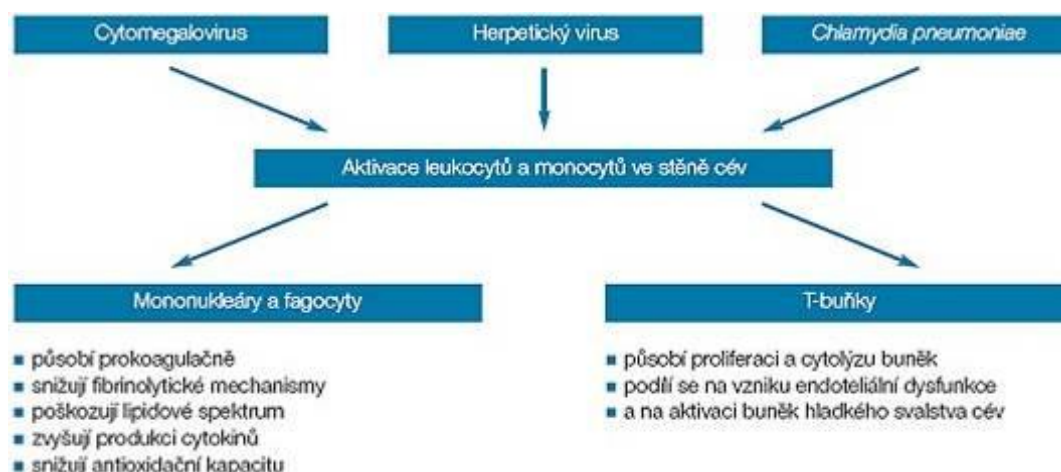 Cytomegalovirus
Herpetický virus
Chlamydia pneumoniae
Aktivace leukocytů a monocytů ve stěně cév
Mononukleáry a fagocyty
působí prokoagulačně
snižují fibrinolytické mechanismy
poškozují lipidové spektrum
zvyšují produkci cytokinů
snižují antioxidační kapacitu
T-buňky
působí proliferaci a cytolýzu buněk
podílí se na vzniku endoteliální dysfunkce
a na aktivaci buněk hladkého svalstva cév